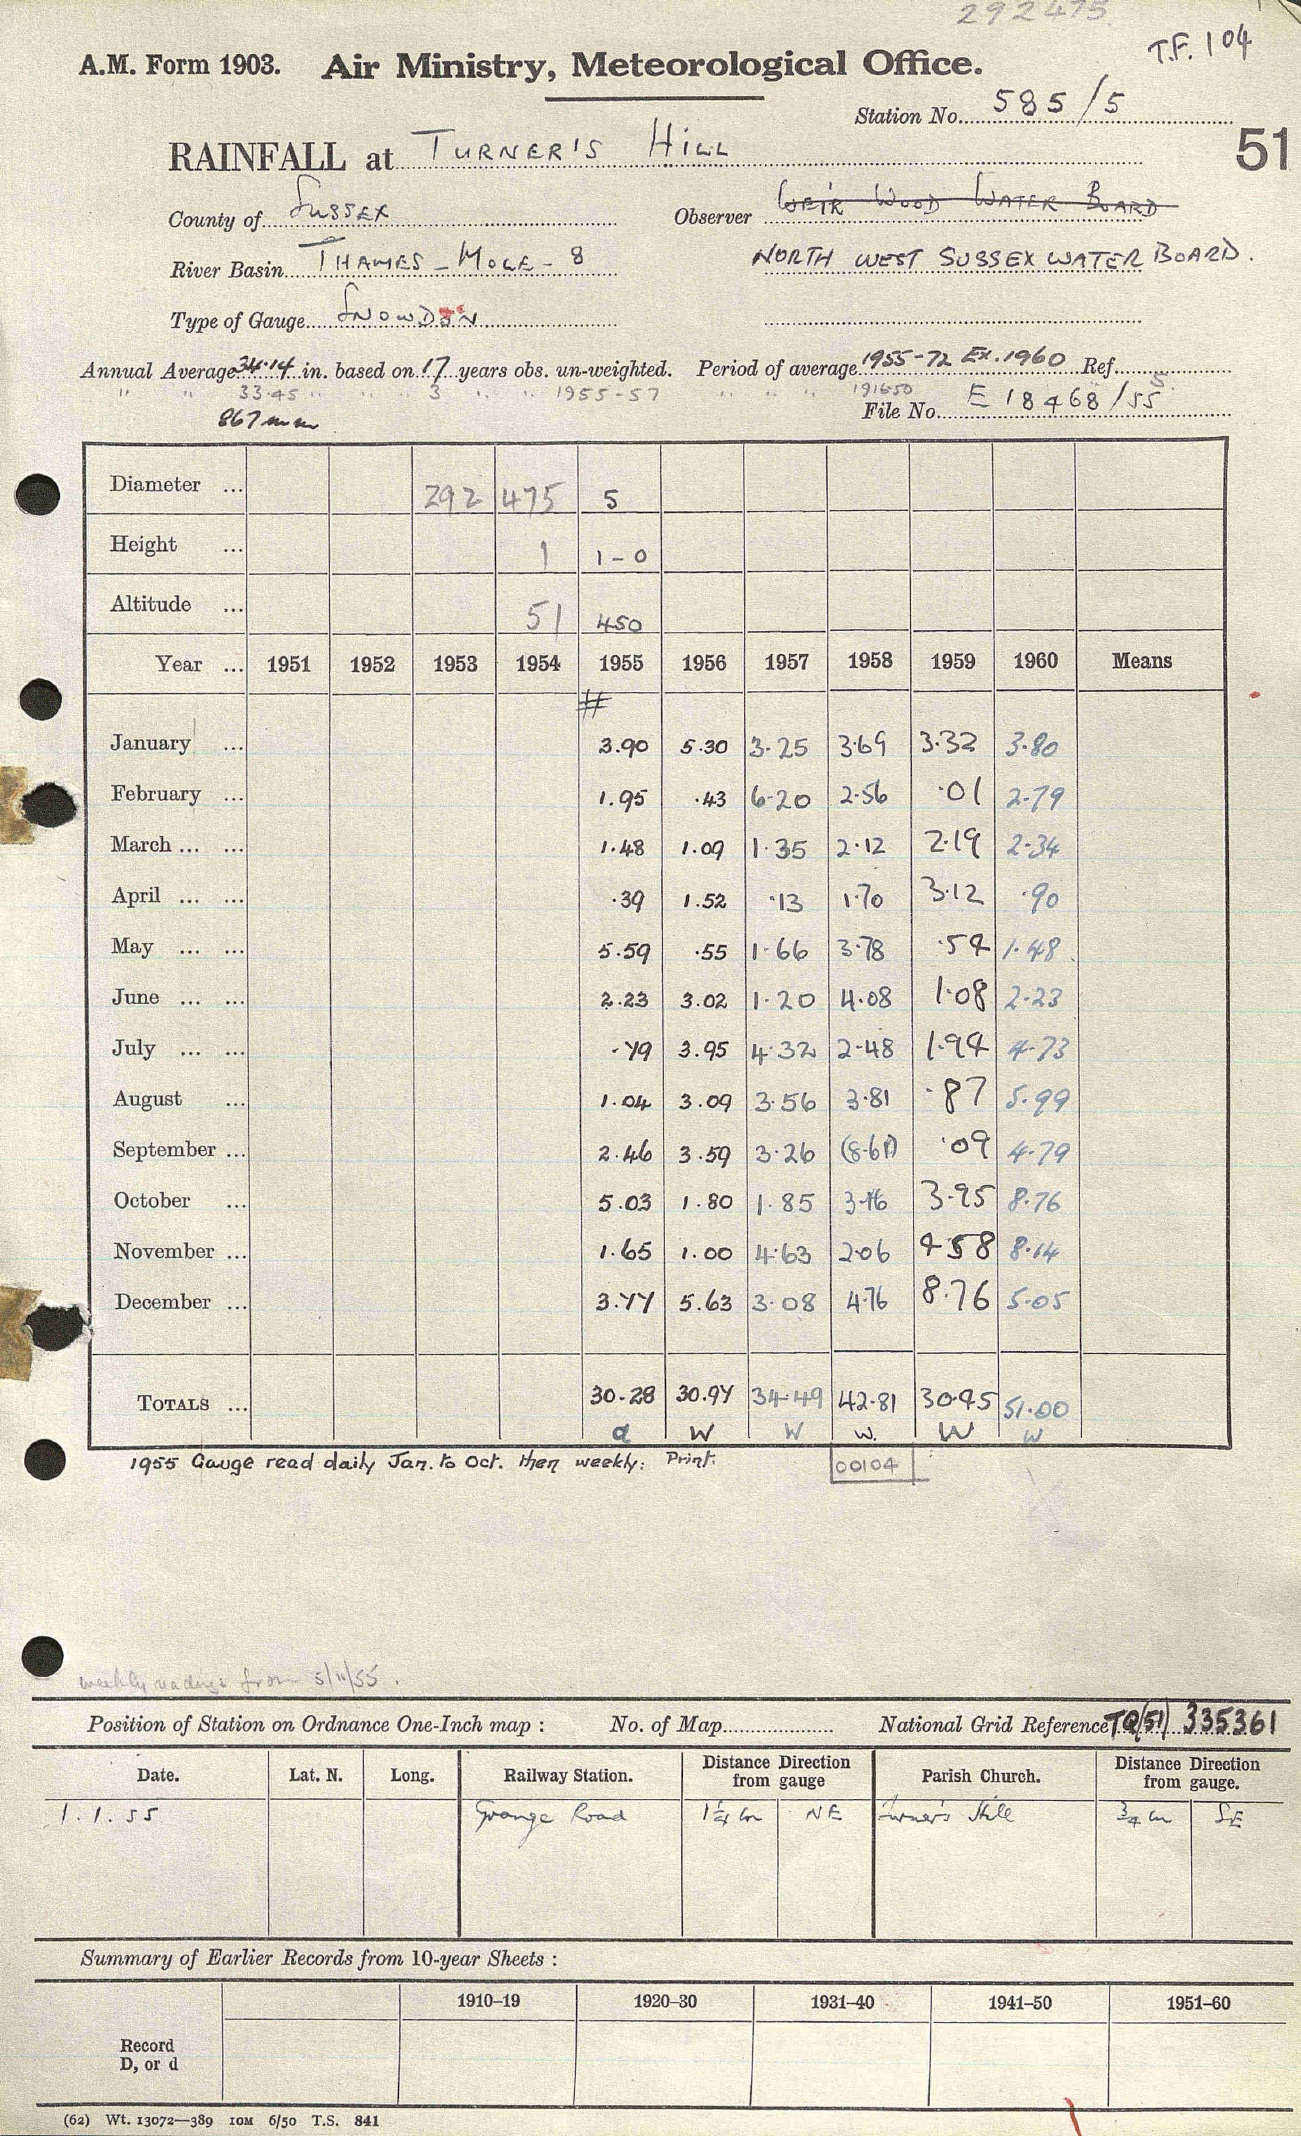 292475
T.F. 104
A.M. Form 1903. Air Ministry, Meteorological Office.
Station No. 585/5
51
RAINFALL at TURNER'S HILL
County of SUSSEX Observer WEIR WOOD WATER BOARD
River Basin THAMES - MOLE - 8 NORTH WEST SUSSEX WATER BOARD.
Type of Gauge SNOWDON
Annual Average 34.14 in. based on 17 years obs. un-weighted. Period of average 1955-72 Ex. 1960 Ref.
" " 33.45 " " 3 " " 1955-57 " " " 1916-50 5.
867 mm File No. E 18468/55
Diameter ... 292 475 5
Height ... 1 1-0
Altitude ... 51 450
Year ... 1951 1952 1953 1954 1955 1956 1957 1958 1959 1960 Means
#
January ... 3.90 5.30 3.25 3.69 3.32 3.80
February ... 1.95 .43 6.20 2.56 .01 2.79
March ... ... 1.48 1.09 1.35 2.12 2.19 2.34
April ... ... .39 1.52 .13 1.70 3.12 .90
May ... ... 5.59 .55 1.66 3.78 .54 1.48
June ... ... 2.23 3.02 1.20 4.08 1.08 2.23
July ... ... .79 3.95 4.32 2.48 1.94 4.73
August ... 1.04 3.09 3.56 3.81 .87 5.99
September ... 2.46 3.59 3.26 (8.61) .09 4.79
October ... 5.03 1.80 1.85 3.16 3.95 8.76
November ... 1.65 1.00 4.63 2.06 4.58 8.14
December ... 3.77 5.63 3.08 4.76 8.76 5.05
TOTALS ... 30.28 30.97 34.49 42.81 30.45 51.00
d W W W. W W
1955 Gauge read daily Jan. to Oct. then weekly: Print.
00104
weekly readings from 5/11/55.
Position of Station on Ordnance One-Inch map : No. of Map National Grid Reference TQ(51) 335361
Date. Lat. N. Long. Railway Station. Distance Direction from gauge Parish Church. Distance Direction from gauge.
1.1.55 Grange Road 1¼ m NE Turner's Hill ¾ m SE
Summary of Earlier Records from 10-year Sheets :
1910–19 1920–30 1931–40 1941–50 1951–60
Record
D, or d
(62) Wt. 13072—389 10M 6/50 T.S. 841